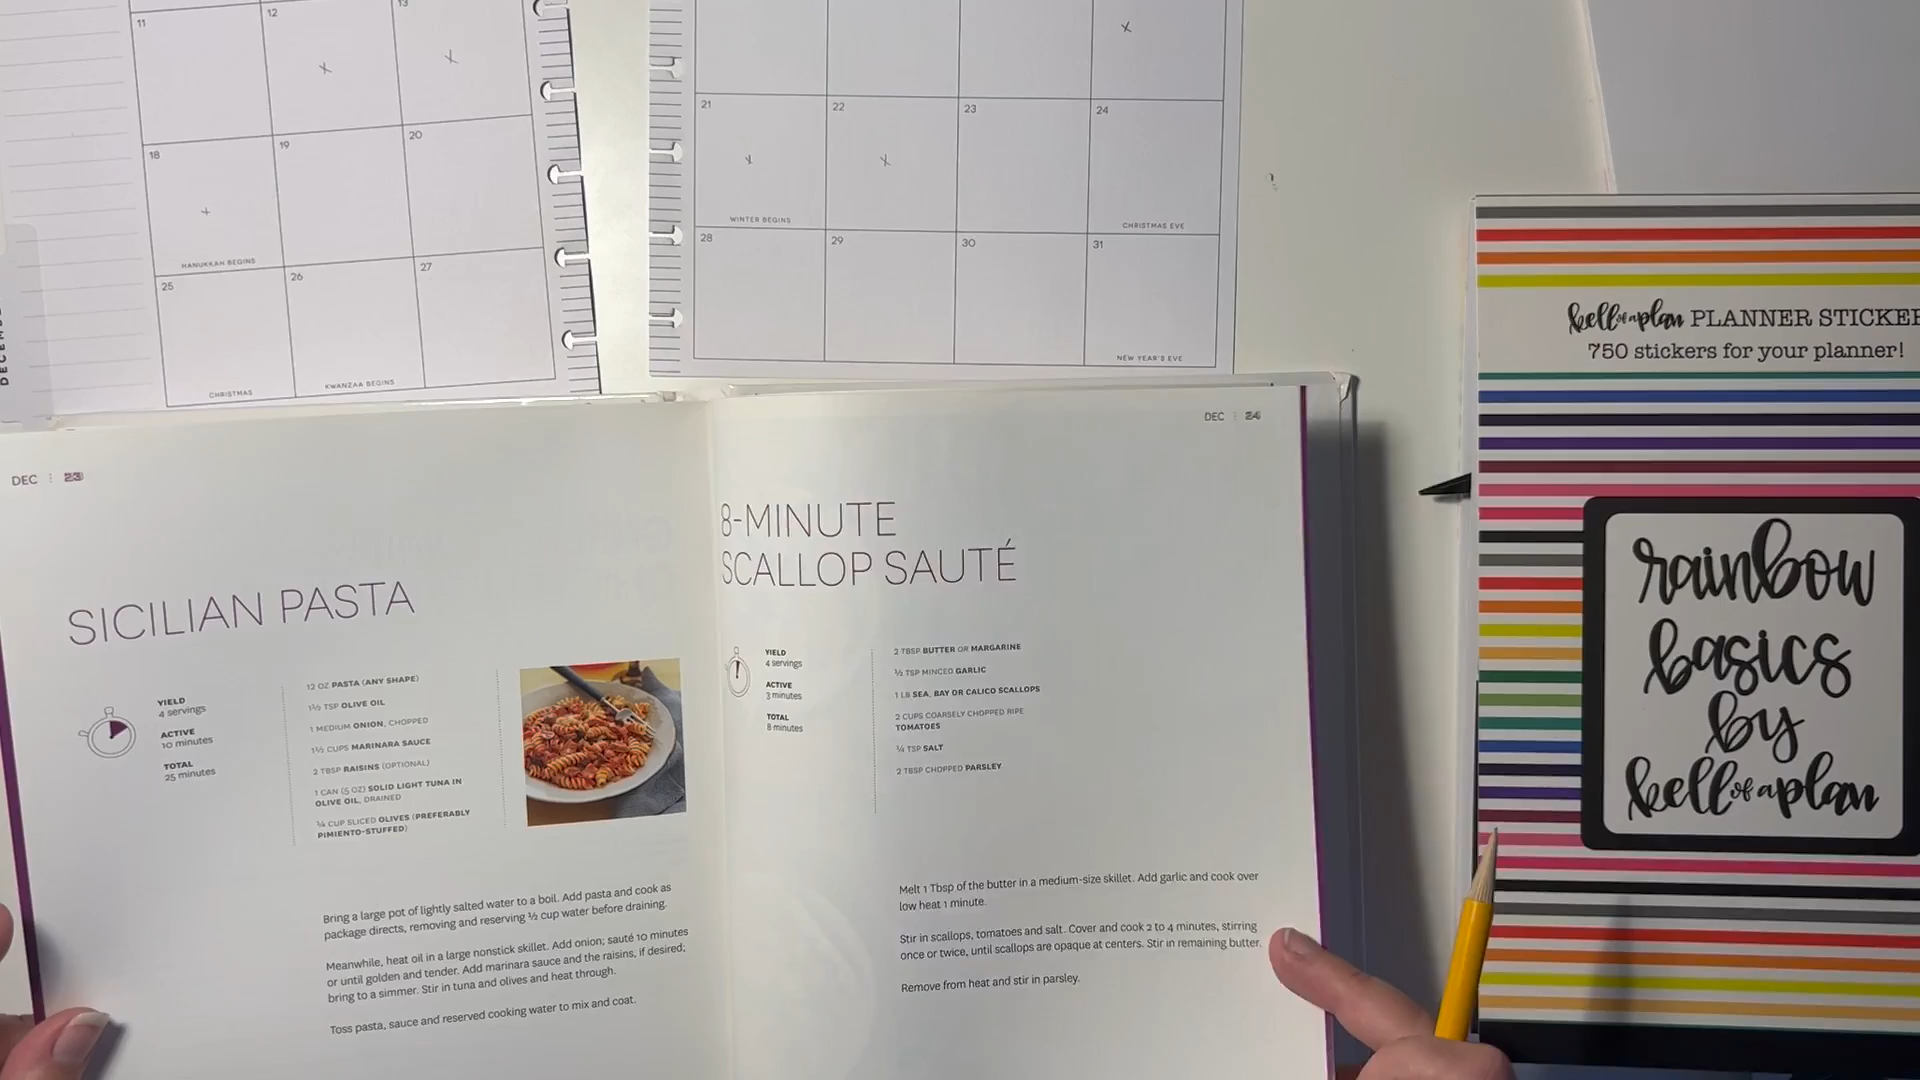 11
12
13
x
x
18
19
20
x
HANUKKAH BEGINS
25
26
27
CHRISTMAS
KWANZAA BEGINS
x
21
22
23
24
x
x
WINTER BEGINS
CHRISTMAS EVE
28
29
30
31
NEW YEAR'S EVE
DEC 23
SICILIAN PASTA
YIELD
4 servings
ACTIVE
10 minutes
TOTAL
25 minutes
12 OZ PASTA (ANY SHAPE)
1½ TSP OLIVE OIL
1 MEDIUM ONION, CHOPPED
1½ CUPS MARINARA SAUCE
2 TBSP RAISINS (OPTIONAL)
1 CAN (5 OZ) SOLID LIGHT TUNA IN
OLIVE OIL, DRAINED
¼ CUP SLICED OLIVES (PREFERABLY
PIMIENTO-STUFFED)
Bring a large pot of lightly salted water to a boil. Add pasta and cook as
package directs, removing and reserving ½ cup water before draining.
Meanwhile, heat oil in a large nonstick skillet. Add onion; sauté 10 minutes
or until golden and tender. Add marinara sauce and the raisins, if desired;
bring to a simmer. Stir in tuna and olives and heat through.
Toss pasta, sauce and reserved cooking water to mix and coat.
DEC 24
8-MINUTE
SCALLOP SAUTÉ
YIELD
4 servings
ACTIVE
3 minutes
TOTAL
8 minutes
2 TBSP BUTTER OR MARGARINE
½ TSP MINCED GARLIC
1 LB SEA, BAY OR CALICO SCALLOPS
2 CUPS COARSELY CHOPPED RIPE
TOMATOES
¼ TSP SALT
2 TBSP CHOPPED PARSLEY
Melt 1 Tbsp of the butter in a medium-size skillet. Add garlic and cook over
low heat 1 minute.
Stir in scallops, tomatoes and salt. Cover and cook 2 to 4 minutes, stirring
once or twice, until scallops are opaque at centers. Stir in remaining butter.
Remove from heat and stir in parsley.
kell of a plan PLANNER STICKER
750 stickers for your planner!
rainbow
basics
by
kell of a plan